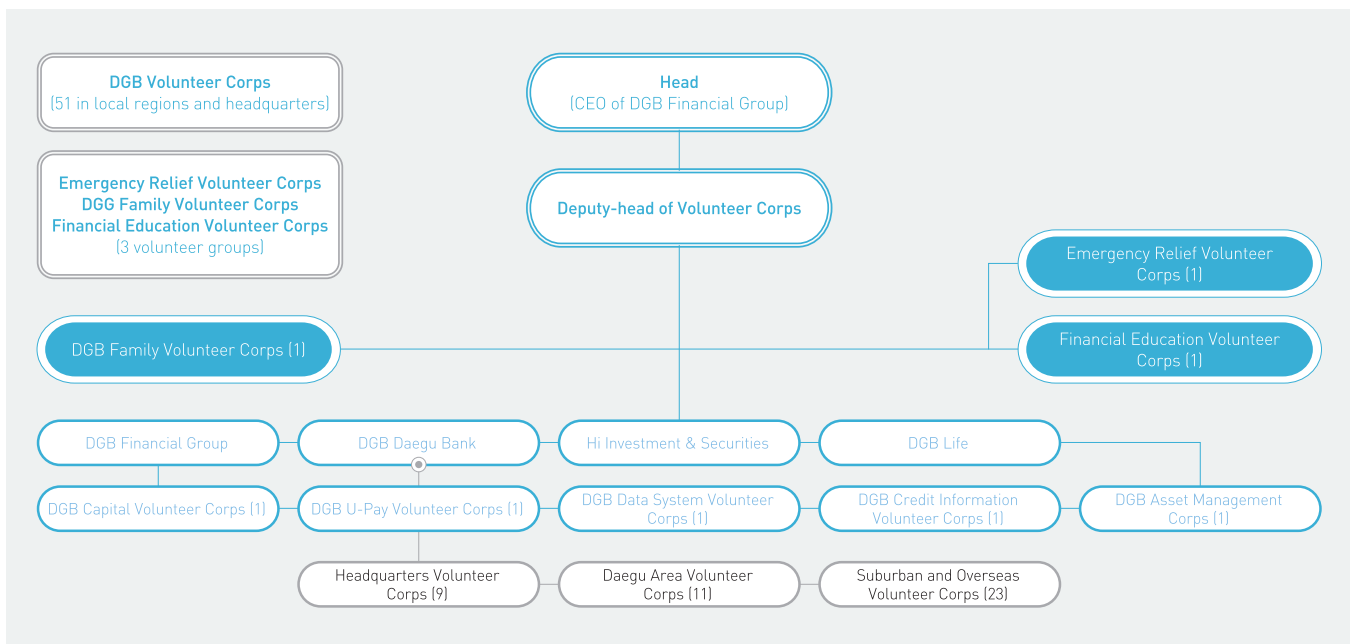 DGB Volunteer Corps
(51 in local regions and headquarters)
Emergency Relief Volunteer Corps
DGG Family Volunteer Corps
Financial Education Volunteer Corps
(3 volunteer groups)
Head
(CEO of DGB Financial Group)
Deputy-head of Volunteer Corps
Emergency Relief Volunteer
Corps (1)
Financial Education Volunteer
Corps (1)
DGB Family Volunteer Corps (1)
DGB Financial Group
DGB Daegu Bank
Hi Investment & Securities
DGB Life
DGB Capital Volunteer Corps (1)
DGB U-Pay Volunteer Corps (1)
DGB Data System Volunteer
Corps (1)
DGB Credit Information
Volunteer Corps (1)
DGB Asset Management
Corps (1)
Headquarters Volunteer
Corps (9)
Daegu Area Volunteer
Corps (11)
Suburban and Overseas
Volunteer Corps (23)